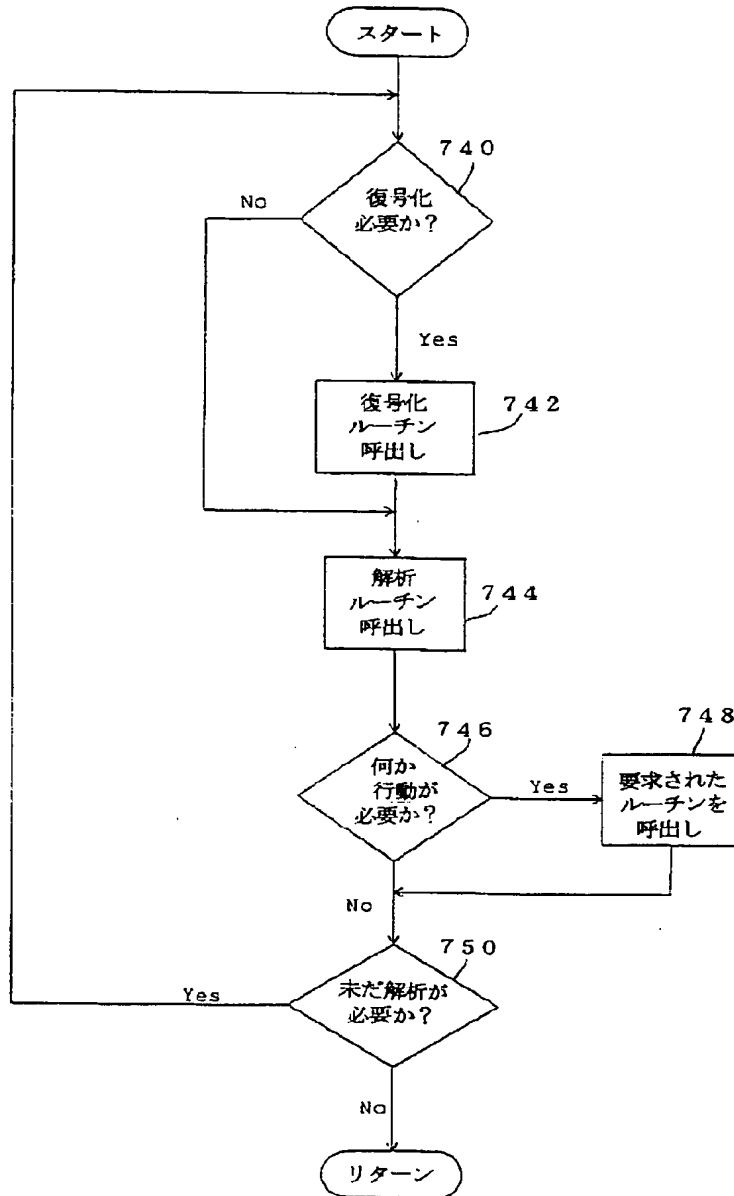 スタート
７４０
復号化
必要か？
No
Yes
復号化
ルーチン
呼出し
７４２
解析
ルーチン
呼出し
７４４
７４６
何か
行動が
必要か？
Yes
７４８
要求された
ルーチンを
呼出し
No
７５０
未だ解析が
必要か？
Yes
No
リターン